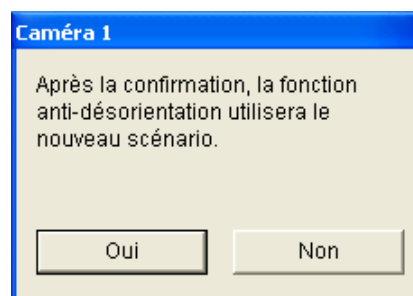 Caméra 1
Après la confirmation, la fonction
anti-désorientation utilisera le
nouveau scénario.
Oui
Non